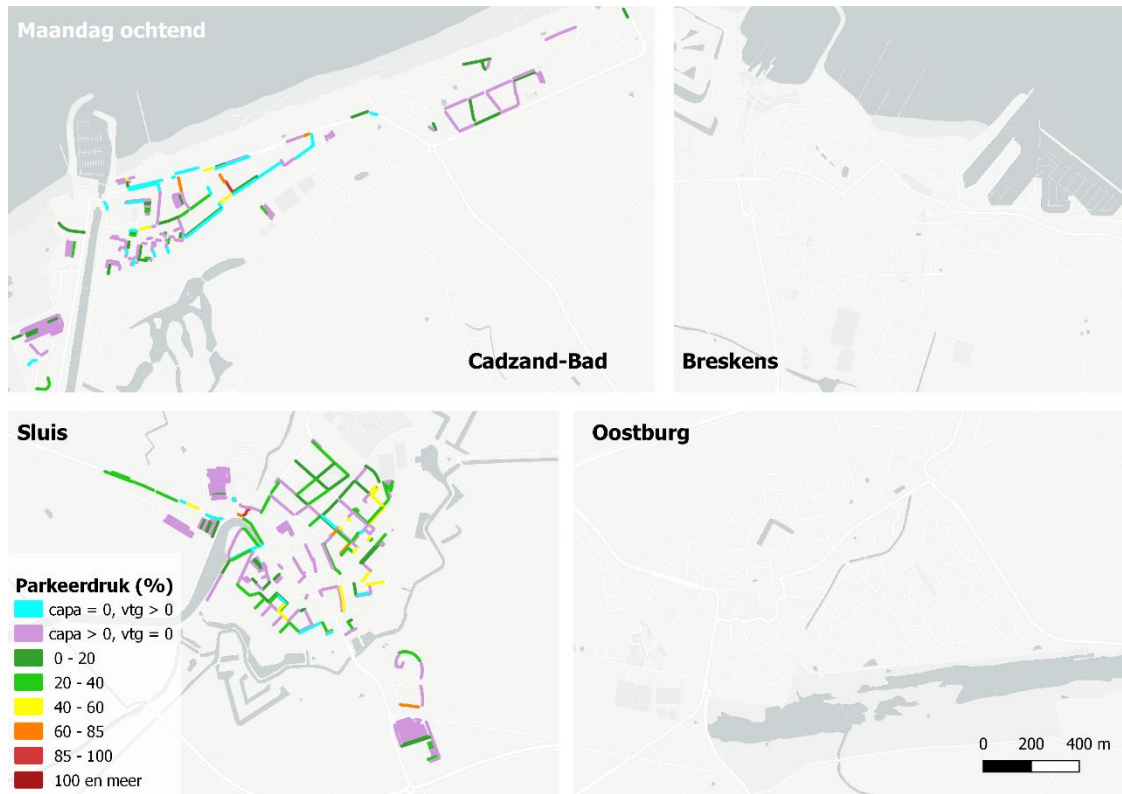 Maandag ochtend
Cadzand-Bad
Breskens
Sluis
Oostburg
Parkeerdruk (%)
capa = 0, vtg > 0
capa > 0, vtg = 0
0 - 20
20 - 40
40 - 60
60 - 85
85 - 100
100 en meer
0 200 400 m